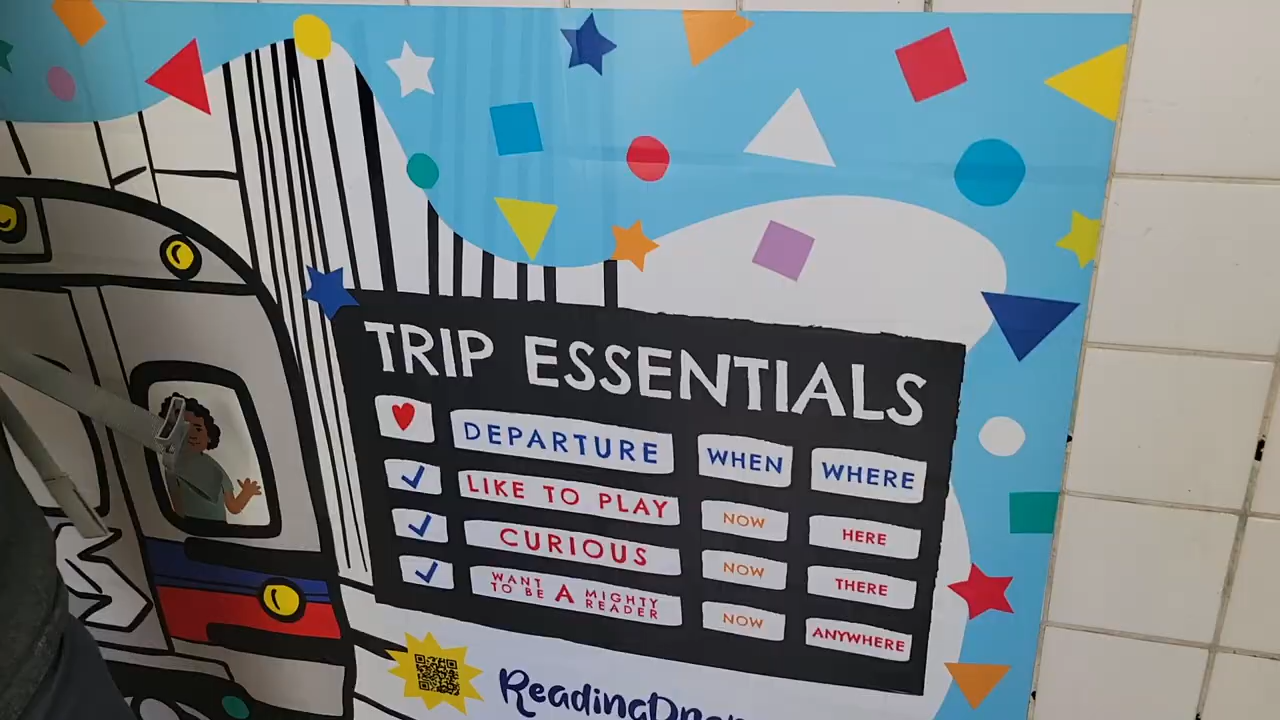 TRIP ESSENTIALS
DEPARTURE WHEN WHERE
LIKE TO PLAY NOW HERE
CURIOUS NOW THERE
WANT TO BE A MIGHTY READER NOW ANYWHERE